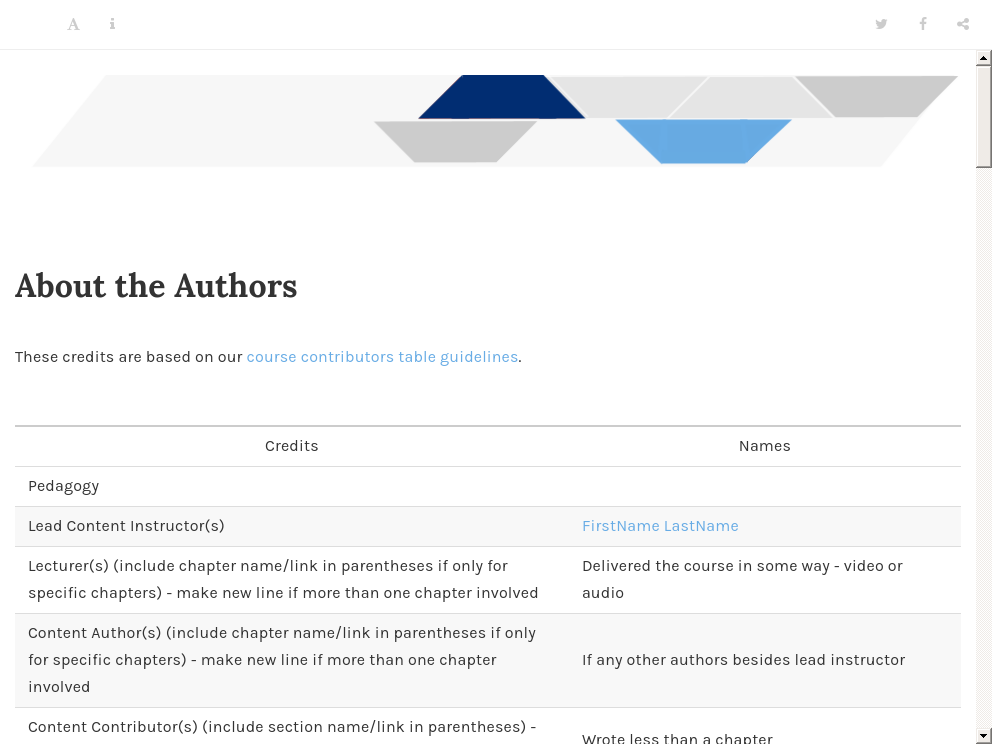 About the Authors
These credits are based on our course contributors table guidelines.
Credits Names
Pedagogy
Lead Content Instructor(s) FirstName LastName
Lecturer(s) (include chapter name/link in parentheses if only for
specific chapters) - make new line if more than one chapter involved
Delivered the course in some way - video or
audio
Content Author(s) (include chapter name/link in parentheses if only
for specific chapters) - make new line if more than one chapter
involved
If any other authors besides lead instructor
Content Contributor(s) (include section name/link in parentheses) -
Wrote less than a chapter